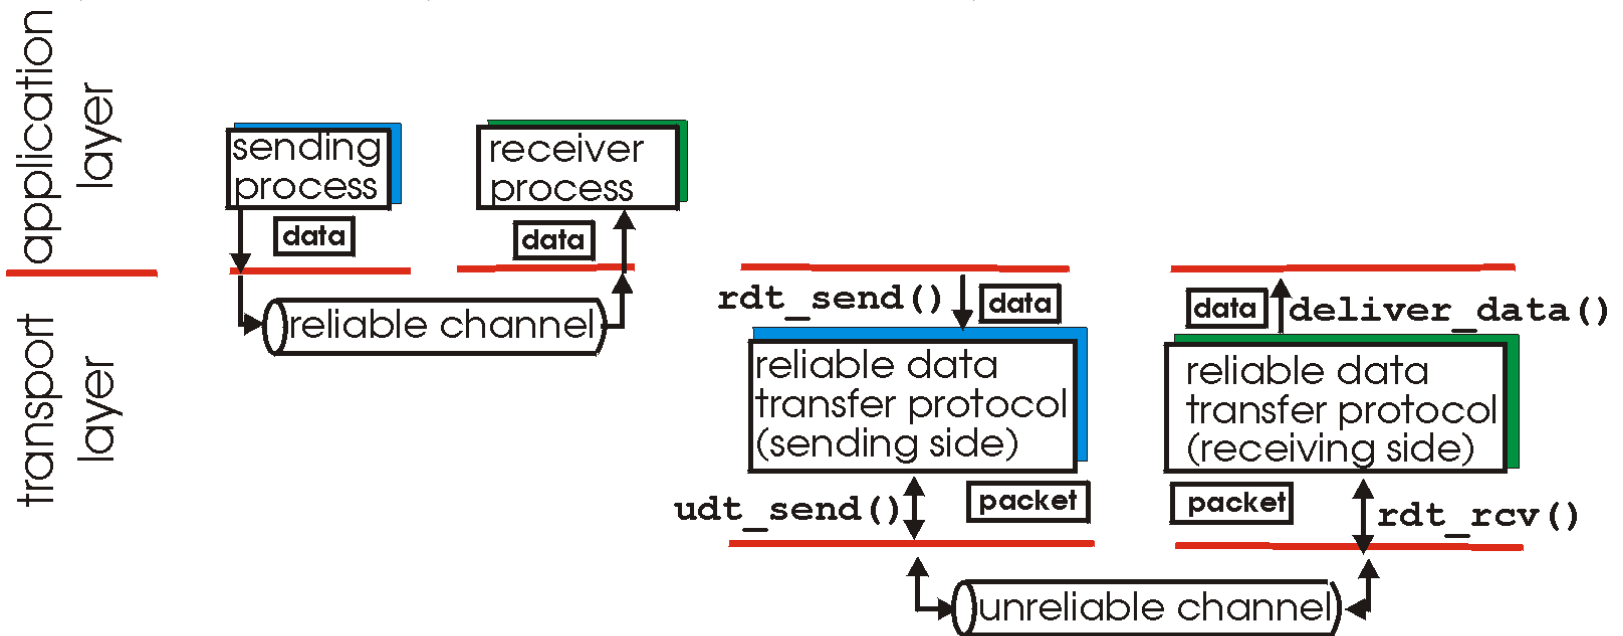 application
layer
transport
layer
sending
process
data
receiver
process
data
reliable channel
rdt_send()
data
reliable data
transfer protocol
(sending side)
udt_send()
packet
data
deliver_data()
reliable data
transfer protocol
(receiving side)
packet
rdt_rcv()
unreliable channel